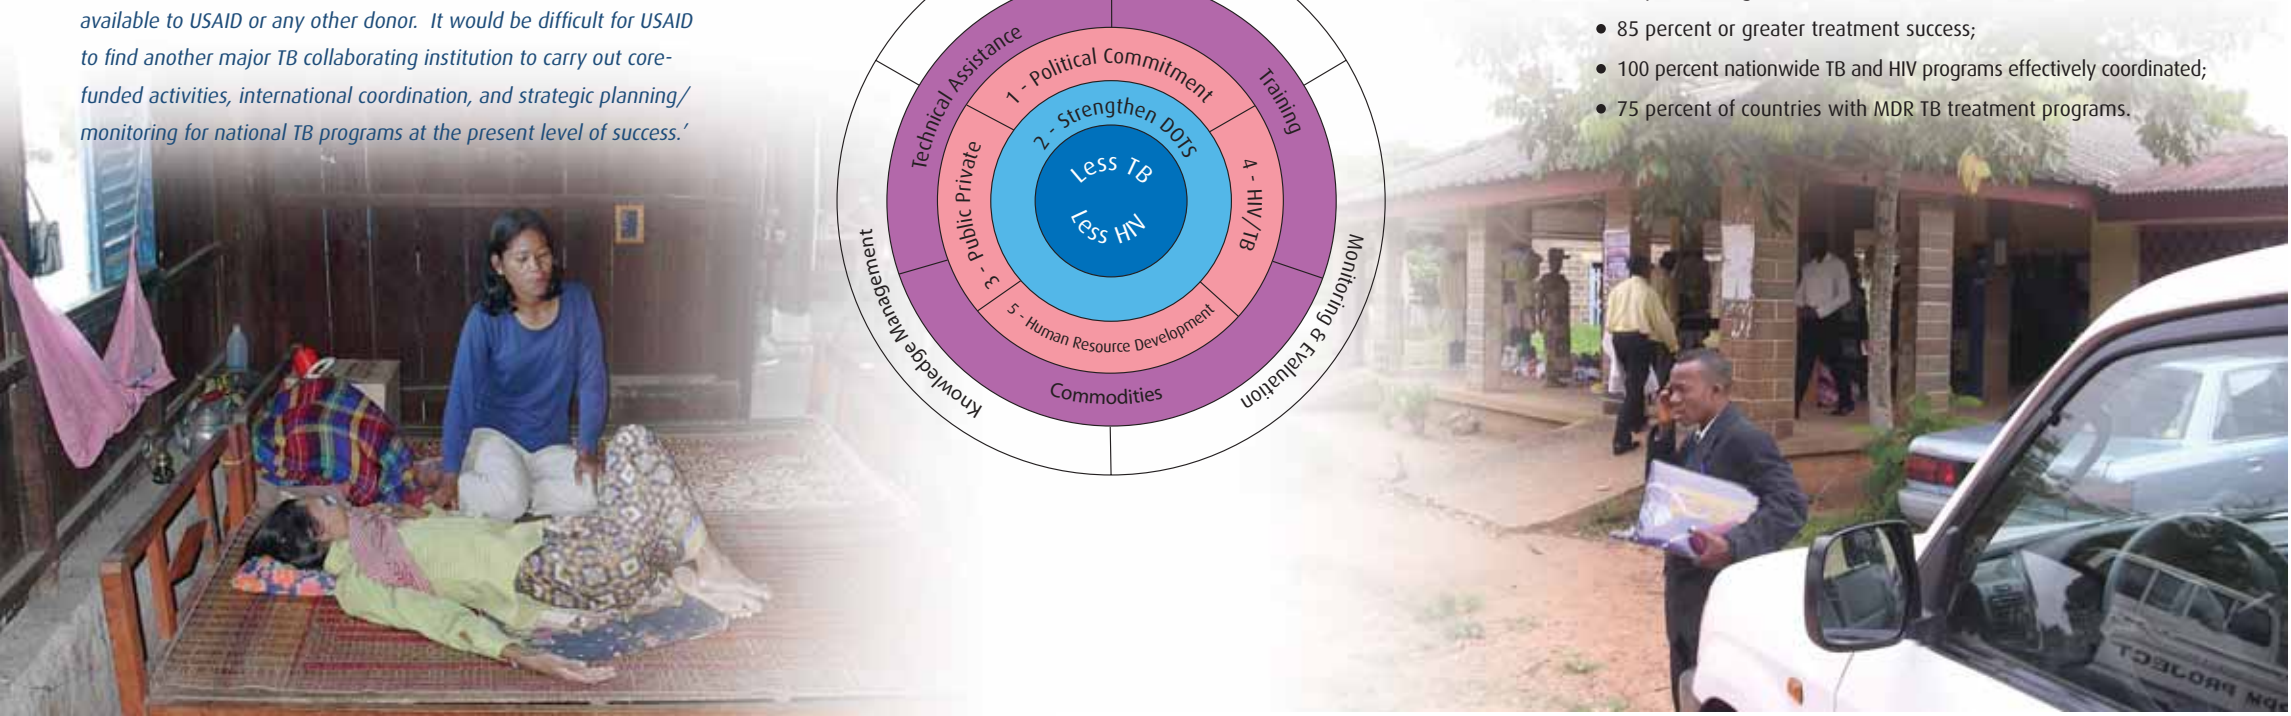 available to USAID or any other donor.  It would be difficult for USAID
to find another major TB collaborating institution to carry out core-
funded activities, international coordination, and strategic planning/
monitoring for national TB programs at the present level of success.’
Technical Assistance
Training
Commodities
1 - Political Commitment
2 - Strengthen DOTS
3 - Public Private
4 - HIV/TB
5 - Human Resource Development
Less TB
Less HIV
Knowledge Management
Monitoring & Evaluation
• 85 percent or greater treatment success;
• 100 percent nationwide TB and HIV programs effectively coordinated;
• 75 percent of countries with MDR TB treatment programs.
PROJECT